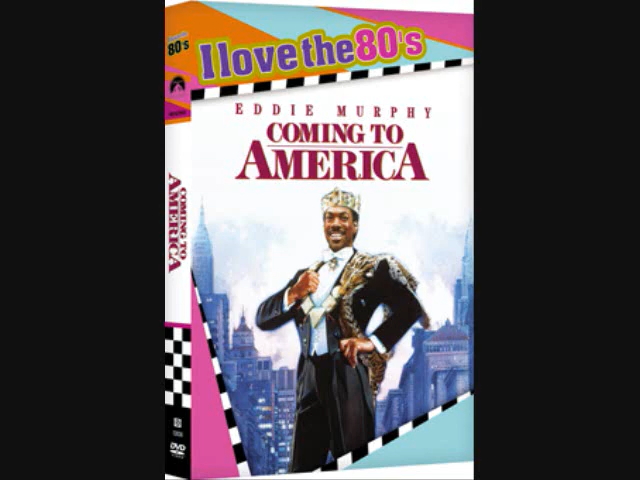 80's
I love the 80's
EDDIE MURPHY
COMING TO
AMERICA
COMING TO
AMERICA
DVD